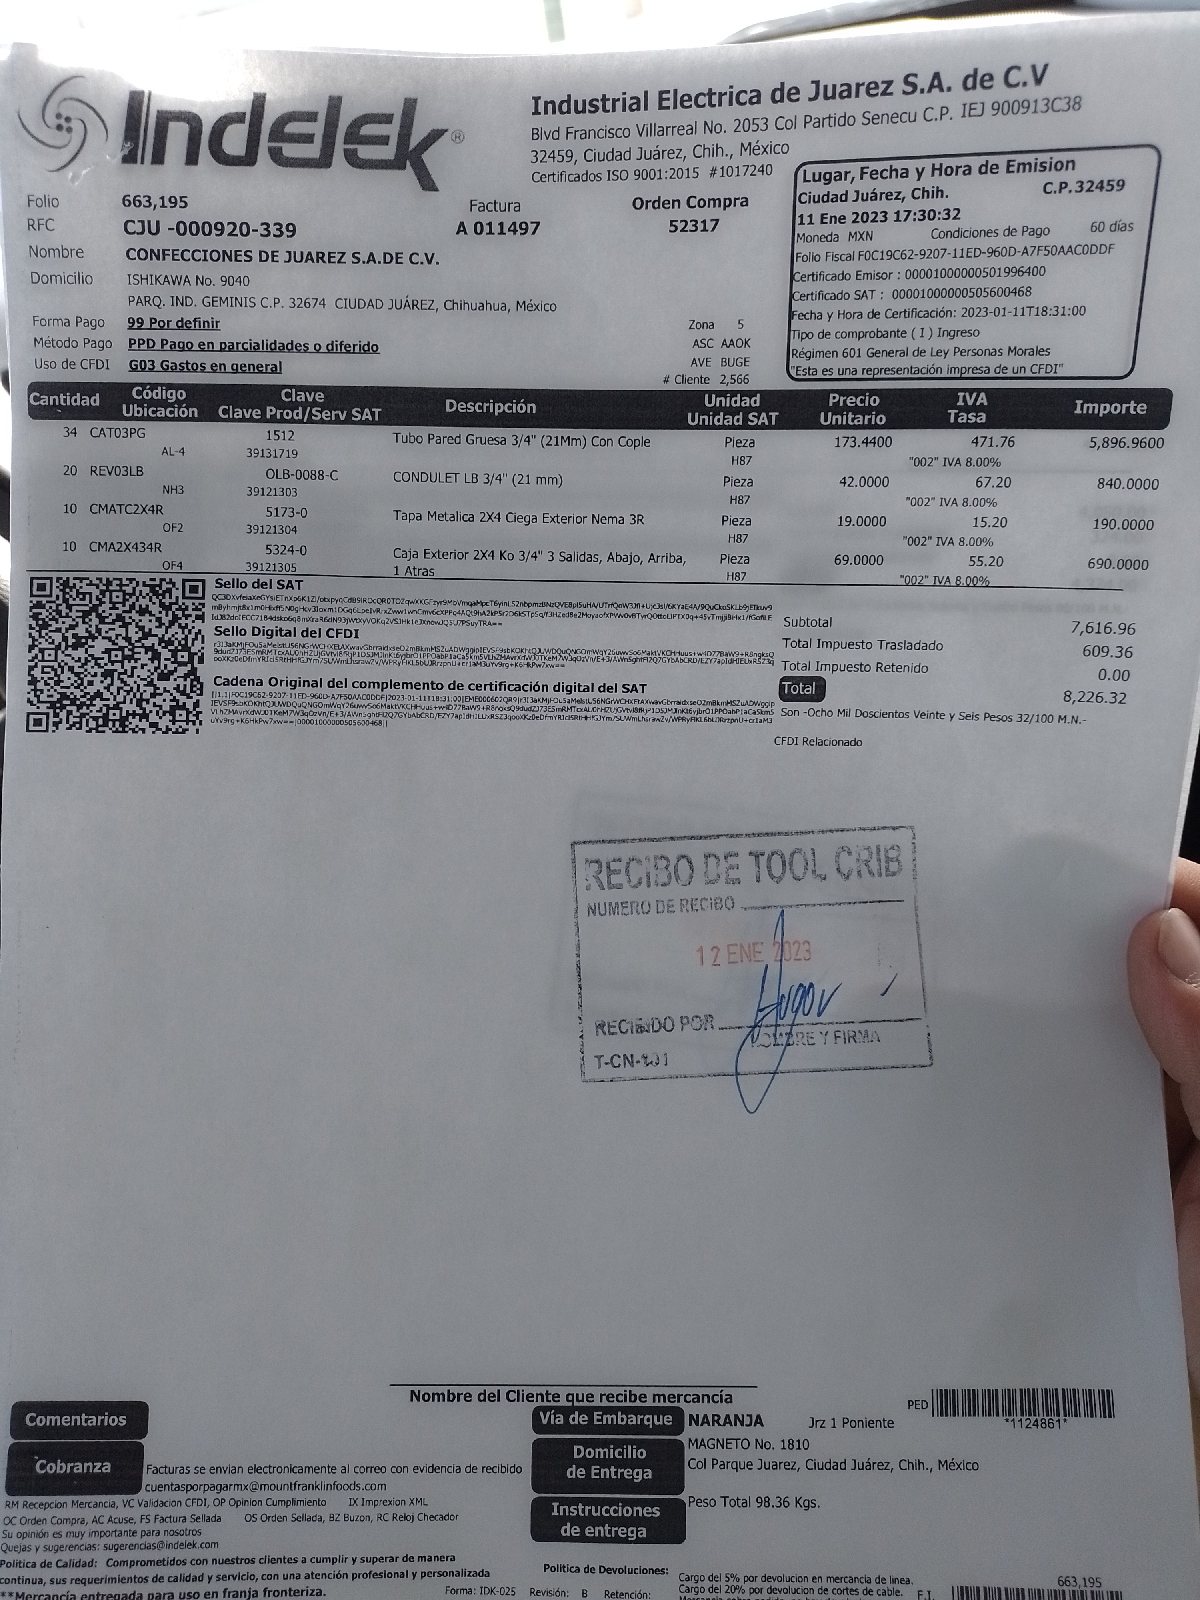 Indelek®
Industrial Electrica de Juarez S.A. de C.V
Blvd Francisco Villarreal No. 2053 Col Partido Senecu C.P. IEJ 900913C38
32459, Ciudad Juárez, Chih., México
Certificados ISO 9001:2015 #1017240
Lugar, Fecha y Hora de Emision
Ciudad Juárez, Chih. C.P.32459
11 Ene 2023 17:30:32
Moneda MXN Condiciones de Pago 60 días
Folio Fiscal F0C19C62-9207-11ED-960D-A7F50AAC0DDF
Certificado Emisor : 00001000000501996400
Certificado SAT : 00001000000505600468
Fecha y Hora de Certificación: 2023-01-11T18:31:00
Tipo de comprobante ( I ) Ingreso
Régimen 601 General de Ley Personas Morales
"Esta es una representación impresa de un CFDI"
Folio 663,195 Factura Orden Compra
RFC CJU -000920-339 A 011497 52317
Nombre CONFECCIONES DE JUAREZ S.A.DE C.V.
Domicilio ISHIKAWA No. 9040
PARQ. IND. GEMINIS C.P. 32674 CIUDAD JUÁREZ, Chihuahua, México
Forma Pago 99 Por definir Zona 5
Método Pago PPD Pago en parcialidades o diferido ASC AAOK
Uso de CFDI G03 Gastos en general AVE BUGE
# Cliente 2,566
Cantidad Código Ubicación Clave Clave Prod/Serv SAT Descripción Unidad Unidad SAT Precio Unitario IVA Tasa Importe
34 CAT03PG 1512 Tubo Pared Gruesa 3/4" (21Mm) Con Cople Pieza 173.4400 471.76 5,896.9600
AL-4 39131719 H87 "002" IVA 8.00%
20 REV03LB OLB-0088-C CONDULET LB 3/4" (21 mm) Pieza 42.0000 67.20 840.0000
NH3 39121303 H87 "002" IVA 8.00%
10 CMATC2X4R 5173-0 Tapa Metalica 2X4 Ciega Exterior Nema 3R Pieza 19.0000 15.20 190.0000
OF2 39121304 H87 "002" IVA 8.00%
10 CMA2X434R 5324-0 Caja Exterior 2X4 Ko 3/4" 3 Salidas, Abajo, Arriba, Pieza 69.0000 55.20 690.0000
OF4 39121305 1 Atras H87 "002" IVA 8.00%
Sello del SAT
Sello Digital del CFDI
Cadena Original del complemento de certificación digital del SAT
Subtotal 7,616.96
Total Impuesto Trasladado 609.36
Total Impuesto Retenido 0.00
Total 8,226.32
Son -Ocho Mil Doscientos Veinte y Seis Pesos 32/100 M.N.-
CFDI Relacionado
RECIBO DE TOOL CRIB
NUMERO DE RECIBO
12 ENE 2023
RECIBIDO POR
NOMBRE Y FIRMA
Nombre del Cliente que recibe mercancía
Comentarios
Vía de Embarque NARANJA Jrz 1 Poniente
PED *1124861*
Cobranza
Facturas se envian electronicamente al correo con evidencia de recibido
cuentasporpagarmx@mountfranklinfoods.com
Domicilio de Entrega
MAGNETO No. 1810
Col Parque Juarez, Ciudad Juárez, Chih., México
RM Recepcion Mercancia, VC Validacion CFDI, OP Opinion Cumplimiento IX Imprexion XML
OC Orden Compra, AC Acuse, FS Factura Sellada OS Orden Sellada, BZ Buzon, RC Reloj Checador
Su opinión es muy importante para nosotros
Quejas y sugerencias: sugerencias@indelek.com
Instrucciones de entrega
Peso Total 98.36 Kgs.
Politica de Calidad: Comprometidos con nuestros clientes a cumplir y superar de manera
continua, sus requerimientos de calidad y servicio, con una atención profesional y personalizada
**Mercancia entregada para uso en franja fronteriza.
Forma: IDK-025 Revisión: B Retención:
Politica de Devoluciones:
Cargo del 5% por devolucion en mercancia de linea.
Cargo del 20% por devolucion de cortes de cable.
663,195